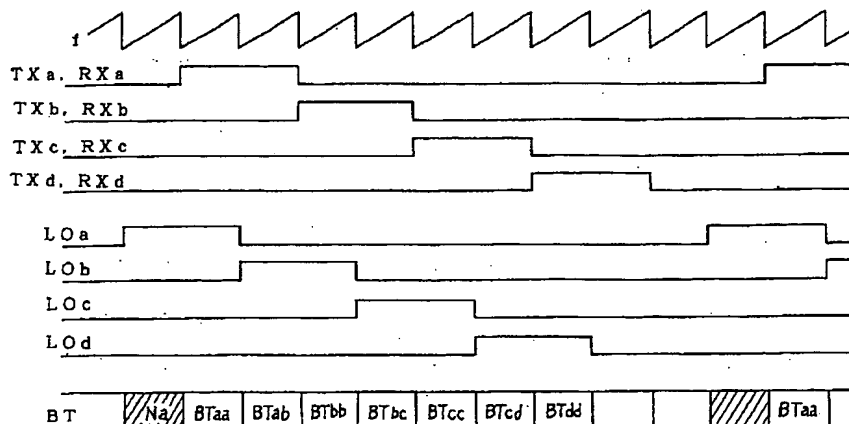 f
TXa, RXa
TXb, RXb
TXc, RXc
TXd, RXd
LOa
LOb
LOc
LOd
BT Na BTaa BTab BTbb BTbc BTcc BTcd BTdd BTaa